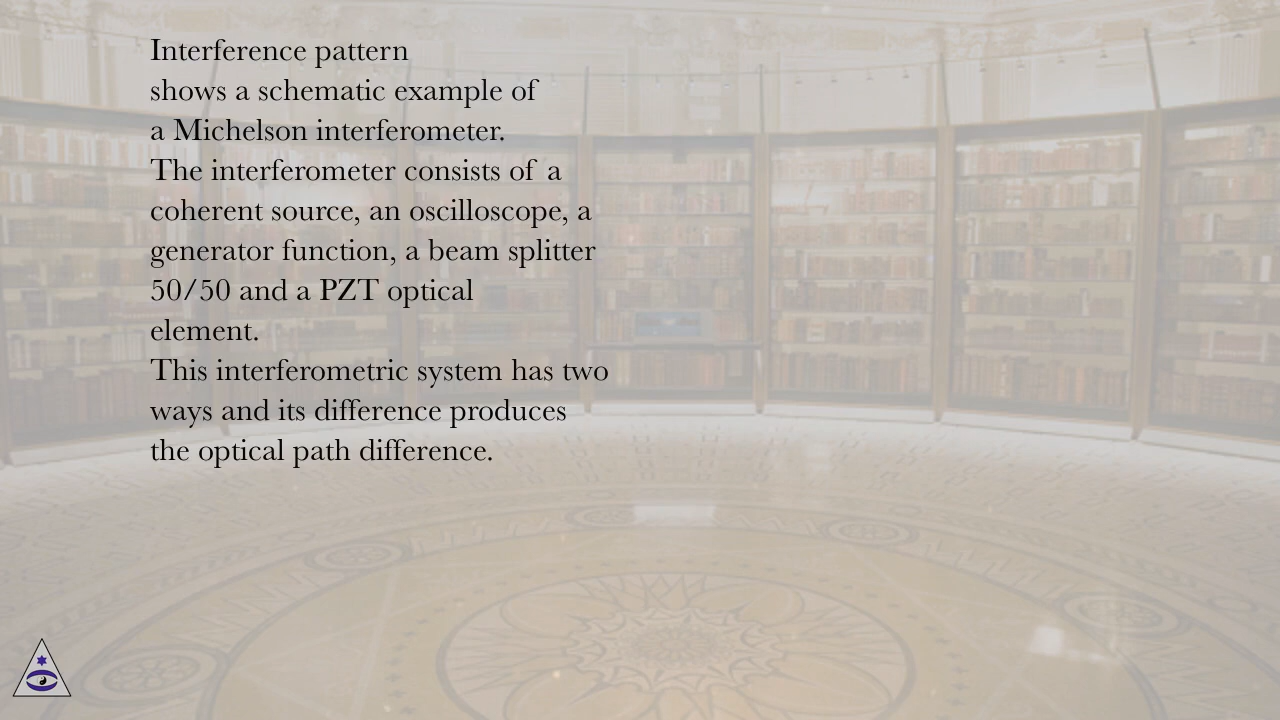 Interference pattern
shows a schematic example of
a Michelson interferometer.
The interferometer consists of a
coherent source, an oscilloscope, a
generator function, a beam splitter
50/50 and a PZT optical
element.
This interferometric system has two
ways and its difference produces
the optical path difference.